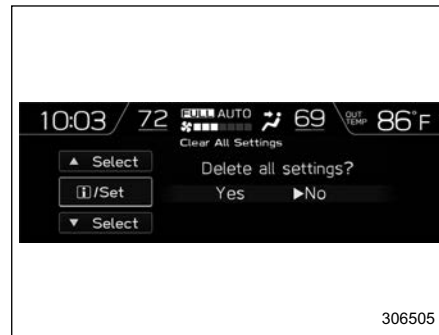 10:03 72 FULL AUTO 69 OUT TEMP 86°F
Clear All Settings
▲ Select
Delete all settings?
i/Set
Yes ►No
▼ Select
306505